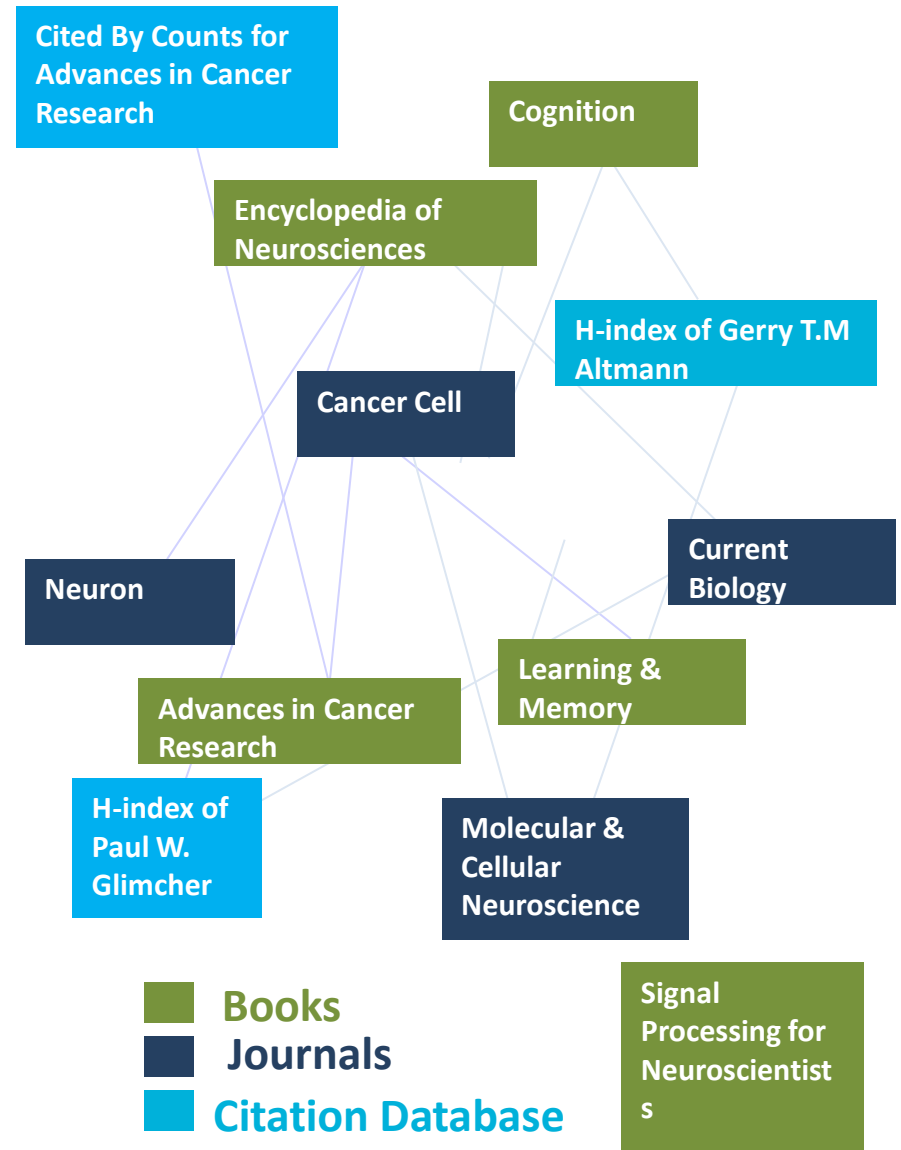 Cited By Counts for
Advances in Cancer
Research
Cognition
Encyclopedia of
Neurosciences
H-index of Gerry T.M
Altmann
Cancer Cell
Current
Biology
Neuron
Learning &
Memory
Advances in Cancer
Research
H-index of
Paul W.
Glimcher
Molecular &
Cellular
Neuroscience
Signal
Processing for
Neuroscientist
s
Books
Journals
Citation Database